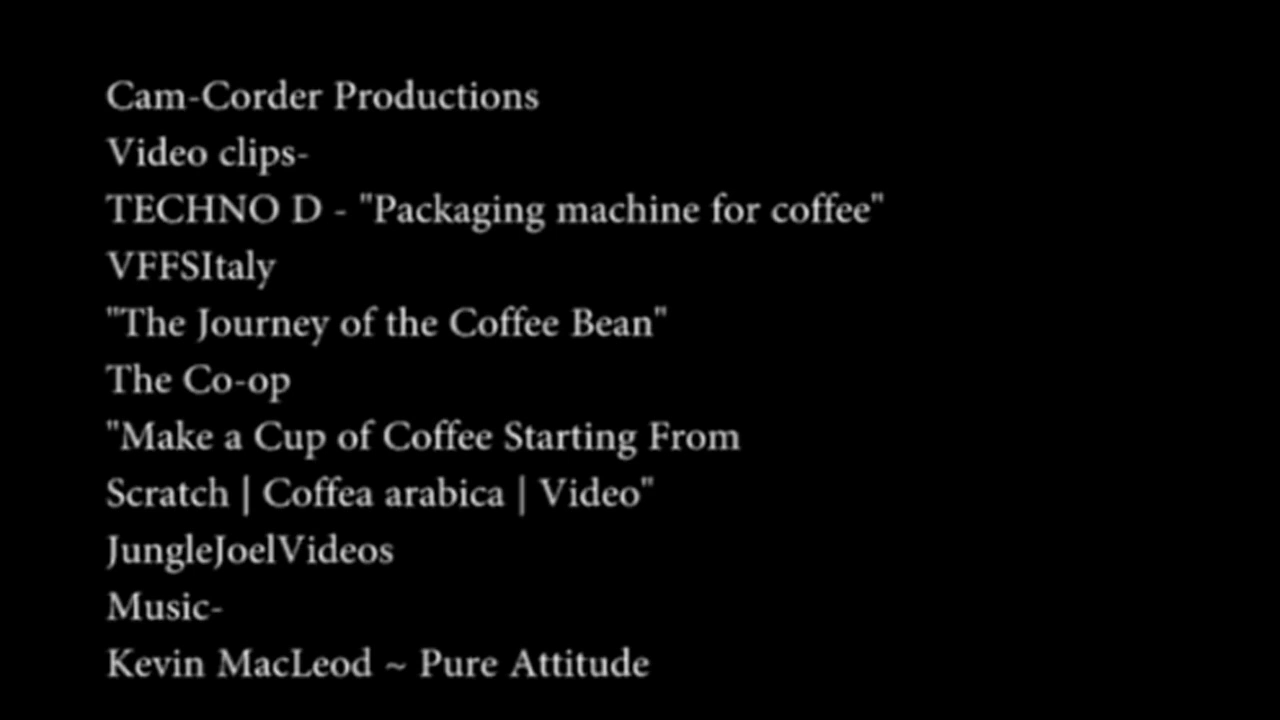 Cam-Corder Productions
Video clips-
TECHNO D - "Packaging machine for coffee"
VFFSItaly
"The Journey of the Coffee Bean"
The Co-op
"Make a Cup of Coffee Starting From
Scratch | Coffea arabica | Video"
JungleJoelVideos
Music-
Kevin MacLeod ~ Pure Attitude